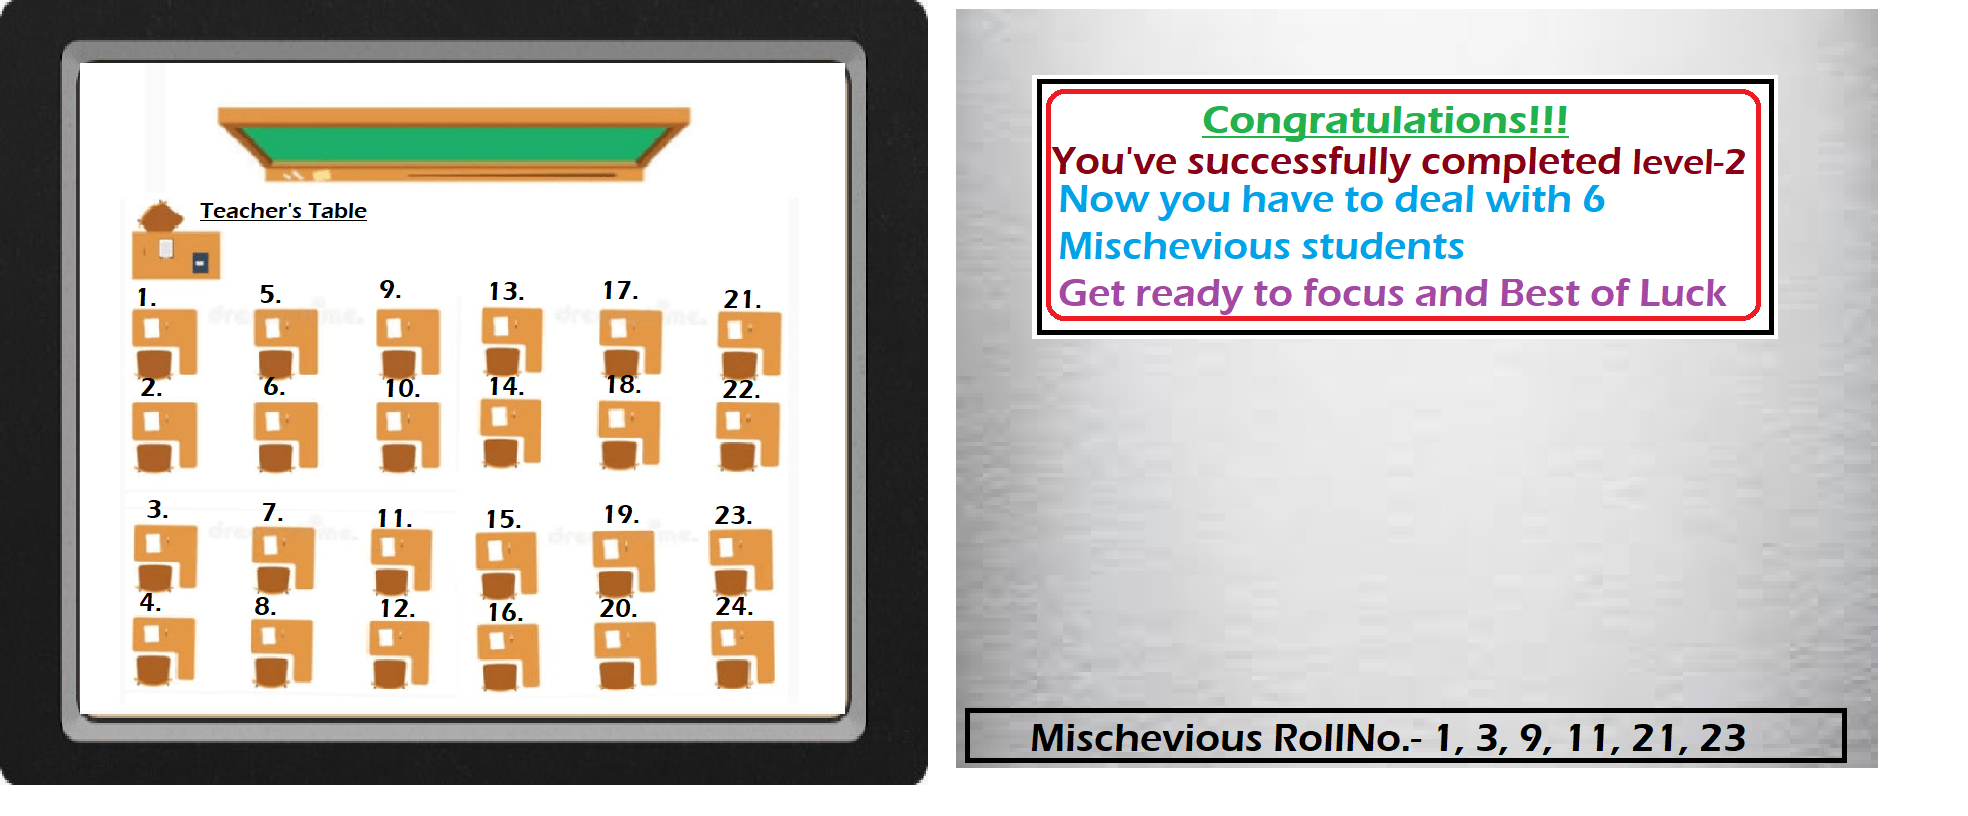 Teacher's Table
1. 5. 9. 13. 17. 21.
2. 6. 10. 14. 18. 22.
3. 7. 11. 15. 19. 23.
4. 8. 12. 16. 20. 24.
Congratulations!!!
You've successfully completed level-2
Now you have to deal with 6
Mischevious students
Get ready to focus and Best of Luck
Mischevious RollNo.- 1, 3, 9, 11, 21, 23